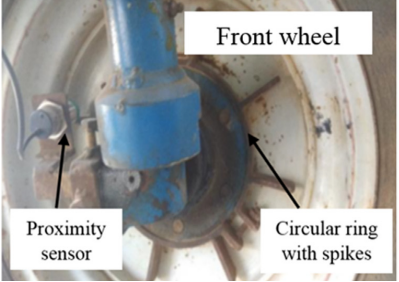 Front wheel
Proximity
sensor
Circular ring
with spikes